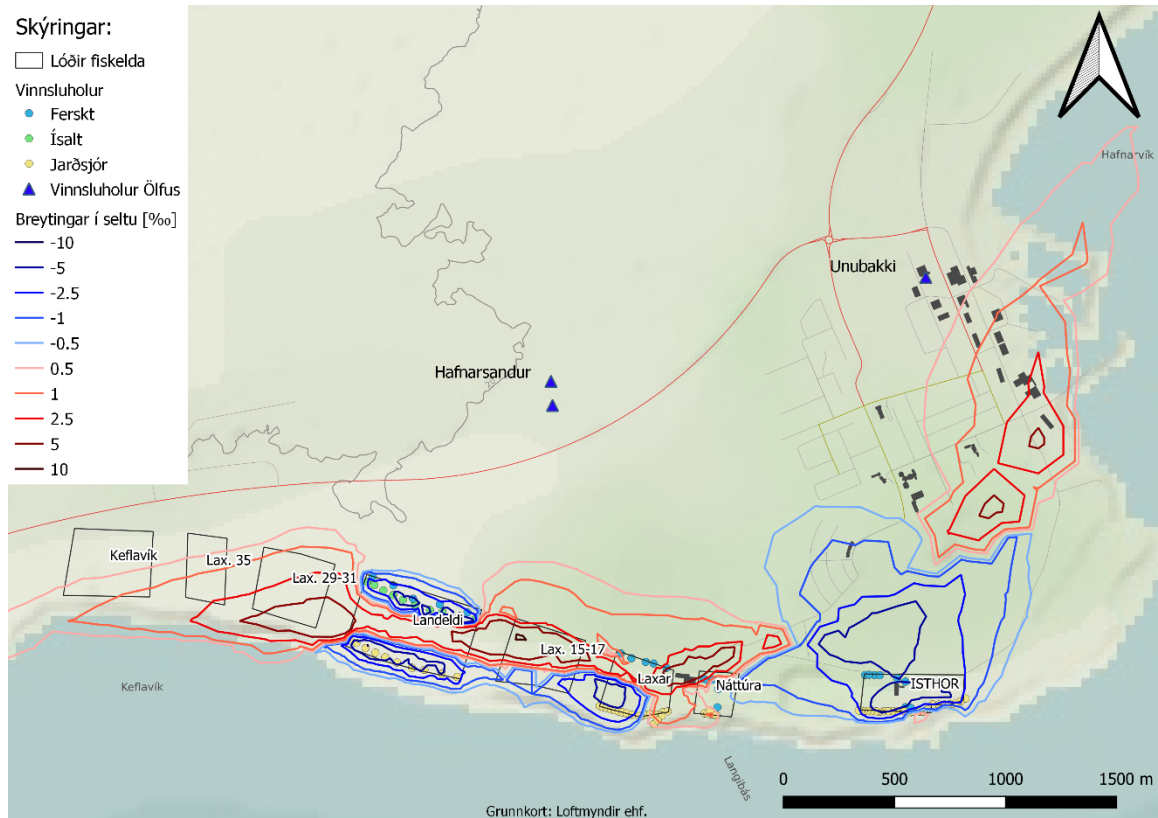 Skýringar:
Lóðir fiskelda
Vinnsluholur
Ferskt
Ísalt
Jarðsjór
Vinnsluholur Ölfus
Breytingar í seltu [‰]
-10
-5
-2.5
-1
-0.5
0.5
1
2.5
5
10
Hafnarvík
Unubakki
Hafnarsandur
20
Keflavík
Lax. 35
Lax. 29-31
Landeldi
Lax. 15-17
Laxar
Náttúra
ISTHOR
Keflavík
Langibás
0 500 1000 1500 m
Grunnkort: Loftmyndir ehf.